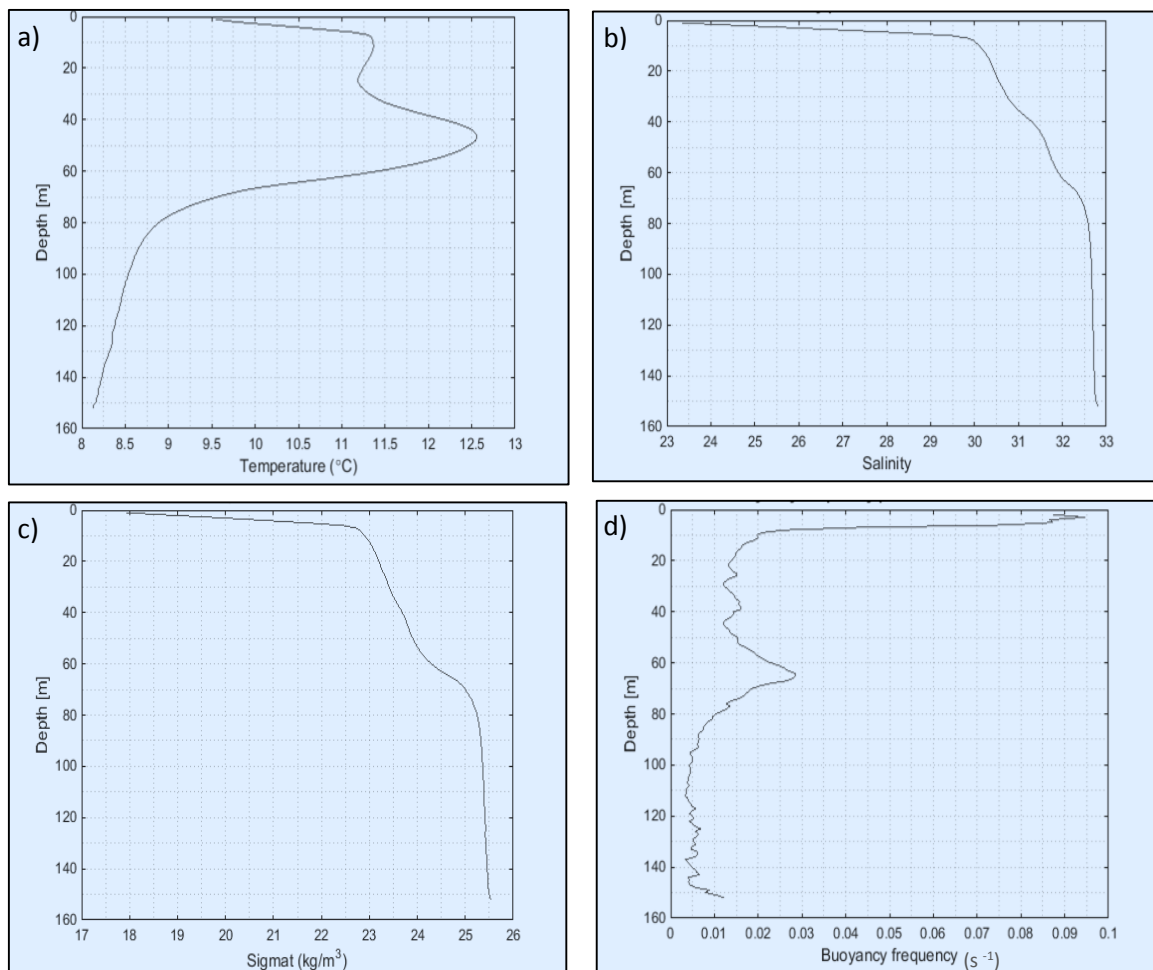 a)
0
20
40
60
80
100
120
140
160
Depth [m]
8 8.5 9 9.5 10 10.5 11 11.5 12 12.5 13
Temperature (°C)
b)
0
20
40
60
80
100
120
140
160
Depth [m]
23 24 25 26 27 28 29 30 31 32 33
Salinity
c)
0
20
40
60
80
100
120
140
160
Depth [m]
17 18 19 20 21 22 23 24 25 26
Sigmat (kg/m³)
d)
0
20
40
60
80
100
120
140
160
Depth [m]
0 0.01 0.02 0.03 0.04 0.05 0.06 0.07 0.08 0.09 0.1
Buoyancy frequency (S ⁻¹)